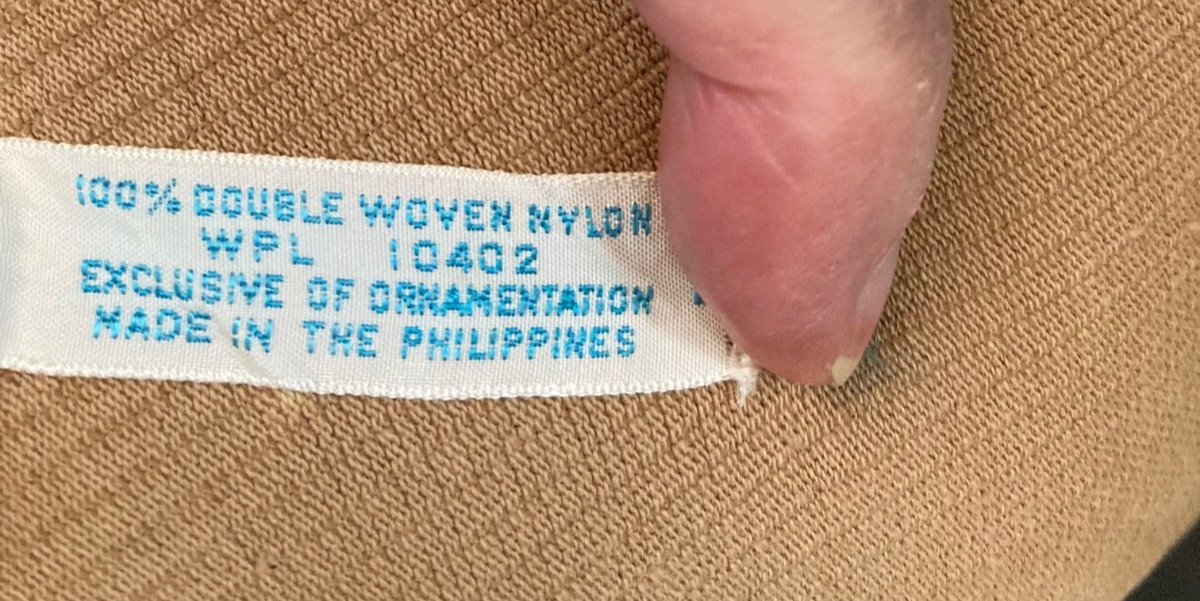 100% DOUBLE WOVEN NYLON
WPL 10402
EXCLUSIVE OF ORNAMENTATION
MADE IN THE PHILIPPINES